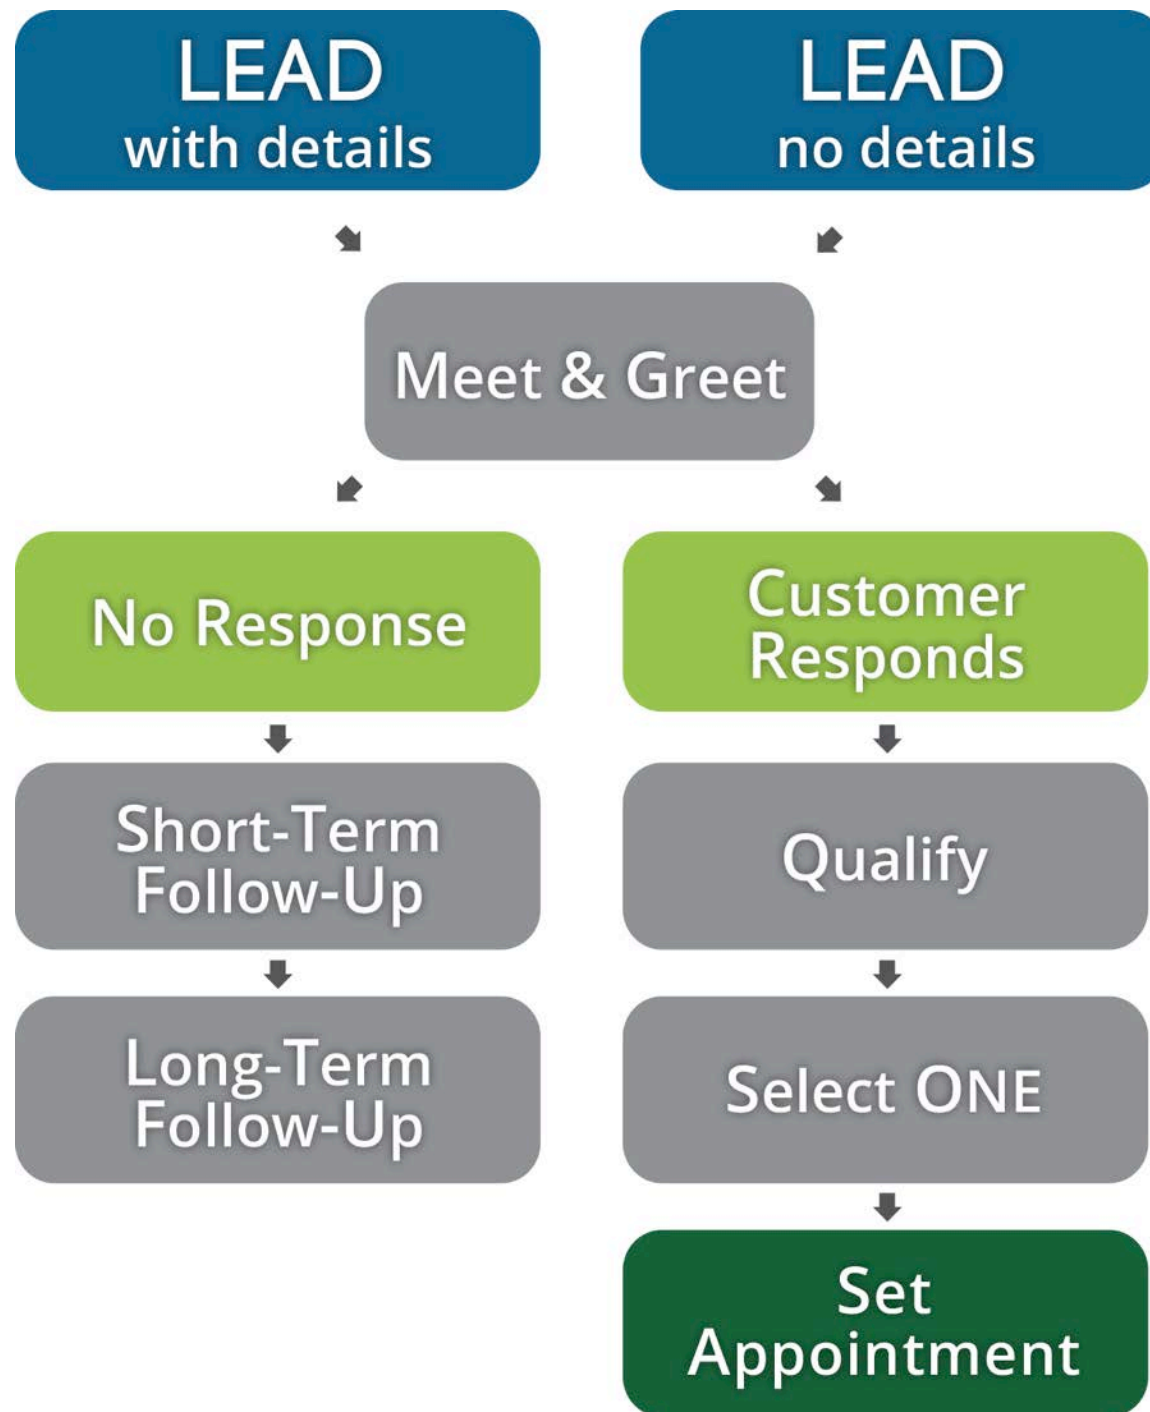 LEAD
with details
LEAD
no details
Meet & Greet
No Response
Customer
Responds
Short-Term
Follow-Up
Qualify
Long-Term
Follow-Up
Select ONE
Set
Appointment